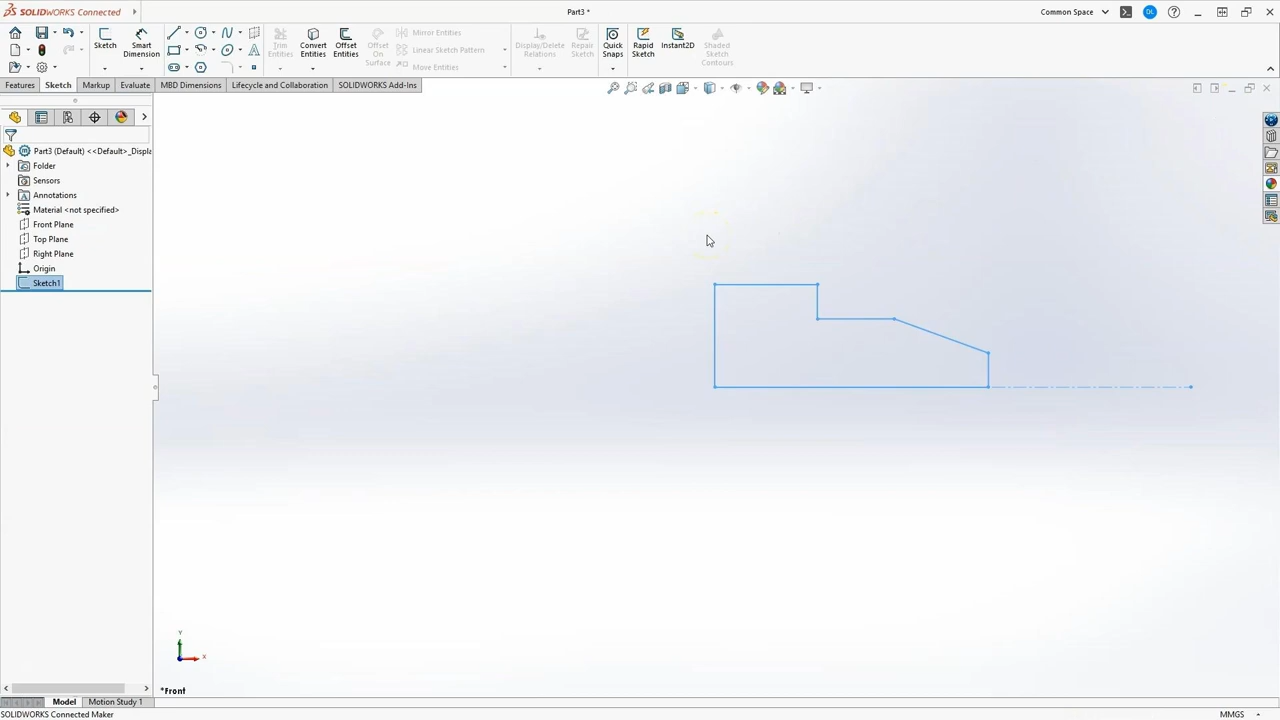 SOLIDWORKS CONNECTED
Part3 *
Common Space
DL
Sketch
Smart
Dimension
Trim
Entities
Convert
Entities
Offset
Entities
Offset
On
Surface
Mirror Entities
Linear Sketch Pattern
Move Entities
Display/Delete
Relations
Repair
Sketch
Quick
Snaps
Rapid
Sketch
Instant2D
Shaded
Sketch
Contours
Features
Sketch
Markup
Evaluate
MBD Dimensions
Lifecycle and Collaboration
SOLIDWORKS Add-Ins
Part3 (Default) <<Default>_Displa
Folder
Sensors
Annotations
Material <not specified>
Front Plane
Top Plane
Right Plane
Origin
Sketch1
Y
X
*Front
Model
Motion Study 1
SOLIDWORKS Connected Maker
MMGS